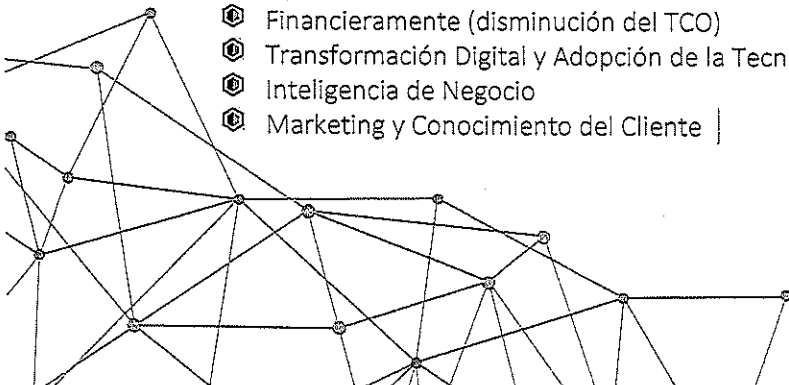 Financieramente (disminución del TCO)
Transformación Digital y Adopción de la Tecn
Inteligencia de Negocio
Marketing y Conocimiento del Cliente |